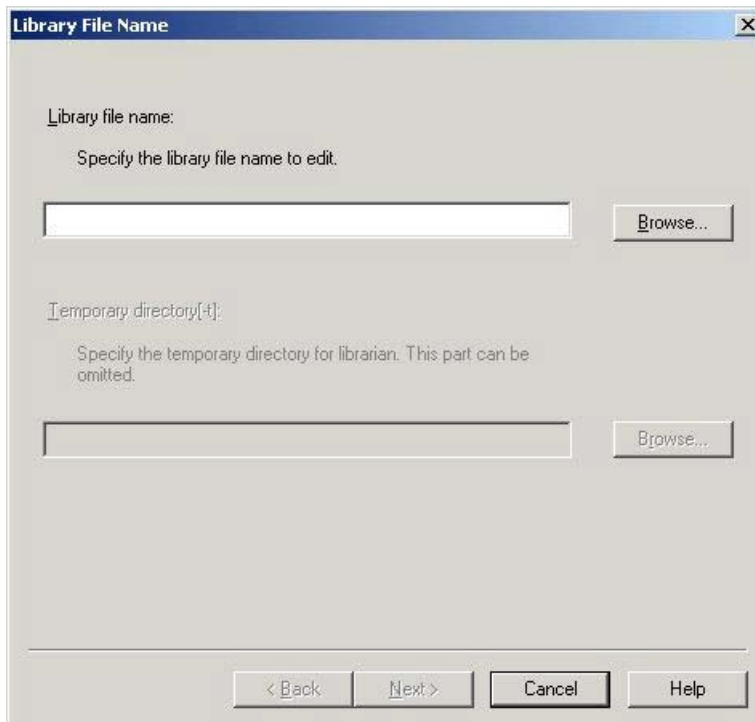 Library File Name
Library file name:
Specify the library file name to edit.
Browse...
Temporary directory[-t]:
Specify the temporary directory for librarian. This part can be
omitted.
Browse...
< Back
Next >
Cancel
Help